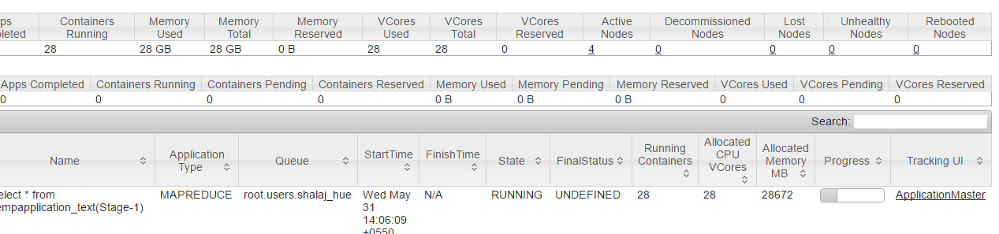 ps Containers Memory Memory Memory VCores VCores VCores Active Decommissioned Lost Unhealthy Rebooted
leted Running Used Total Reserved Used Total Reserved Nodes Nodes Nodes Nodes Nodes
28 28 GB 28 GB 0 B 28 28 0 4 0 0 0 0
Apps Completed Containers Running Containers Pending Containers Reserved Memory Used Memory Pending Memory Reserved VCores Used VCores Pending VCores Reserved
0 0 0 0 0 B 0 B 0 B 0 0 0
Search:
Name Application Type Queue StartTime FinishTime State FinalStatus Running Containers Allocated CPU VCores Allocated Memory MB Progress Tracking UI
elect * from MAPREDUCE root.users.shalaj_hue Wed May N/A RUNNING UNDEFINED 28 28 28672 ApplicationMaster
empapplication_text(Stage-1) 31
14:06:09
+0550